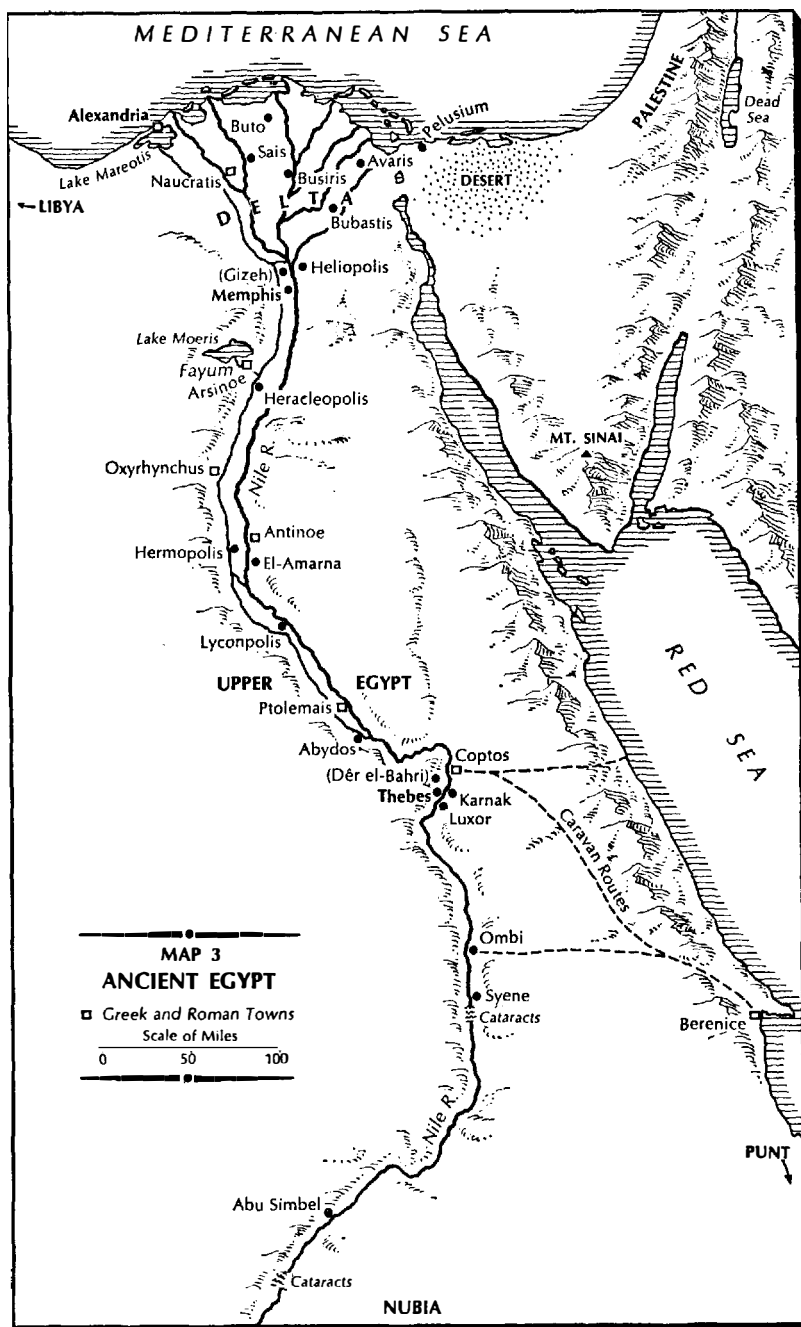 MEDITERRANEAN SEA
PALESTINE
Dead
Sea
Alexandria
Buto
Pelusium
Lake Mareotis
Sais
Avaris
Naucratis
Busiris
DESERT
LIBYA
DELTA
Bubastis
(Gizeh)
Heliopolis
Memphis
Lake Moeris
Fayum
Arsinoe
Heracleopolis
MT. SINAI
Oxyrhynchus
Nile R.
Antinoe
Hermopolis
El-Amarna
Lyconpolis
UPPER EGYPT
RED SEA
Ptolemais
Abydos
Coptos
(Dêr el-Bahri)
Thebes
Karnak
Luxor
Caravan Routes
Ombi
MAP 3
ANCIENT EGYPT
Greek and Roman Towns
Scale of Miles
0 50 100
Syene
Cataracts
Berenice
Nile R.
PUNT
Abu Simbel
Cataracts
NUBIA